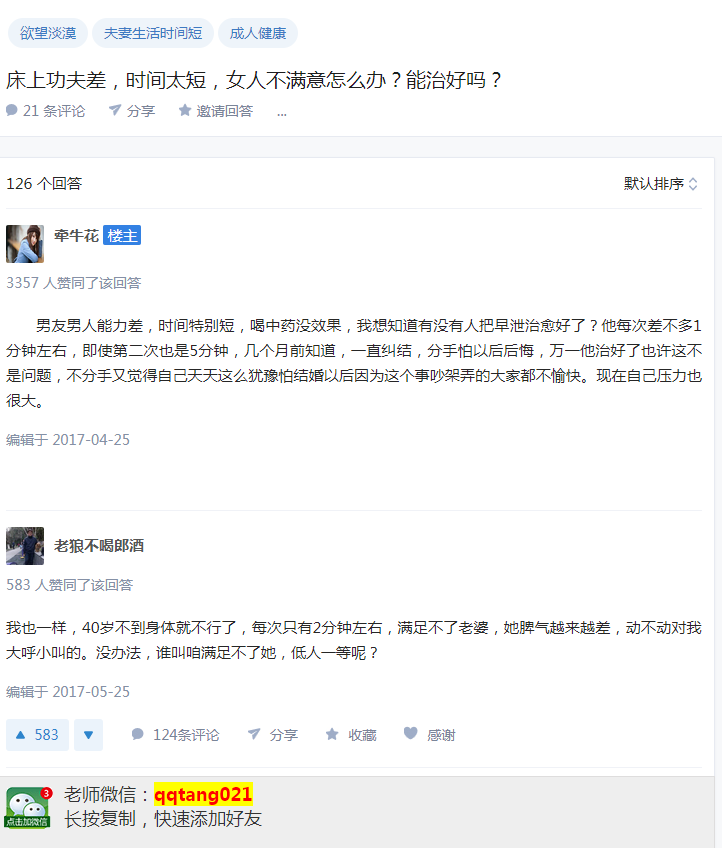 欲望淡漠 夫妻生活时间短 成人健康
床上功夫差，时间太短，女人不满意怎么办？能治好吗？
21 条评论 分享 邀请回答 ...
126 个回答 默认排序
牵牛花 楼主
3357 人赞同了该回答
男友男人能力差，时间特别短，喝中药没效果，我想知道有没有人把早泄治愈好了？他每次差不多1
分钟左右，即使第二次也是5分钟，几个月前知道，一直纠结，分手怕以后后悔，万一他治好了也许这不
是问题，不分手又觉得自己天天这么犹豫怕结婚以后因为这个事吵架弄的大家都不愉快。现在自己压力也
很大。
编辑于 2017-04-25
老狼不喝郎酒
583 人赞同了该回答
我也一样，40岁不到身体就不行了，每次只有2分钟左右，满足不了老婆，她脾气越来越差，动不动对我
大呼小叫的。没办法，谁叫咱满足不了她，低人一等呢？
编辑于 2017-05-25
583 124条评论 分享 收藏 感谢
3
点击加微信
老师微信：qqtang021
长按复制，快速添加好友